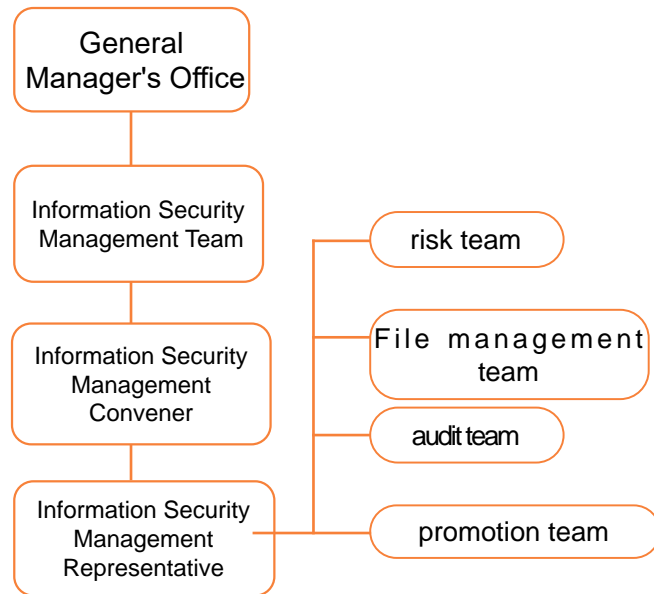 General
Manager's Office
Information Security
Management Team
Information Security
Management
Convener
Information Security
Management
Representative
risk team
File management
team
audit team
promotion team